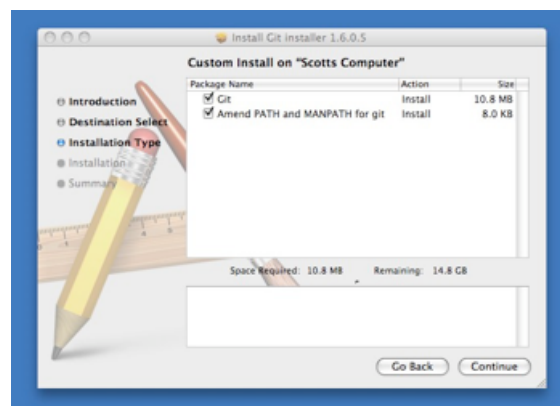 Install Git installer 1.6.0.5
Custom Install on "Scotts Computer"
Package Name Action Size
Git Install 10.8 MB
Amend PATH and MANPATH for git Install 8.0 KB
Introduction
Destination Select
Installation Type
Installation
Summary
Space Required: 10.8 MB Remaining: 14.8 GB
Go Back Continue